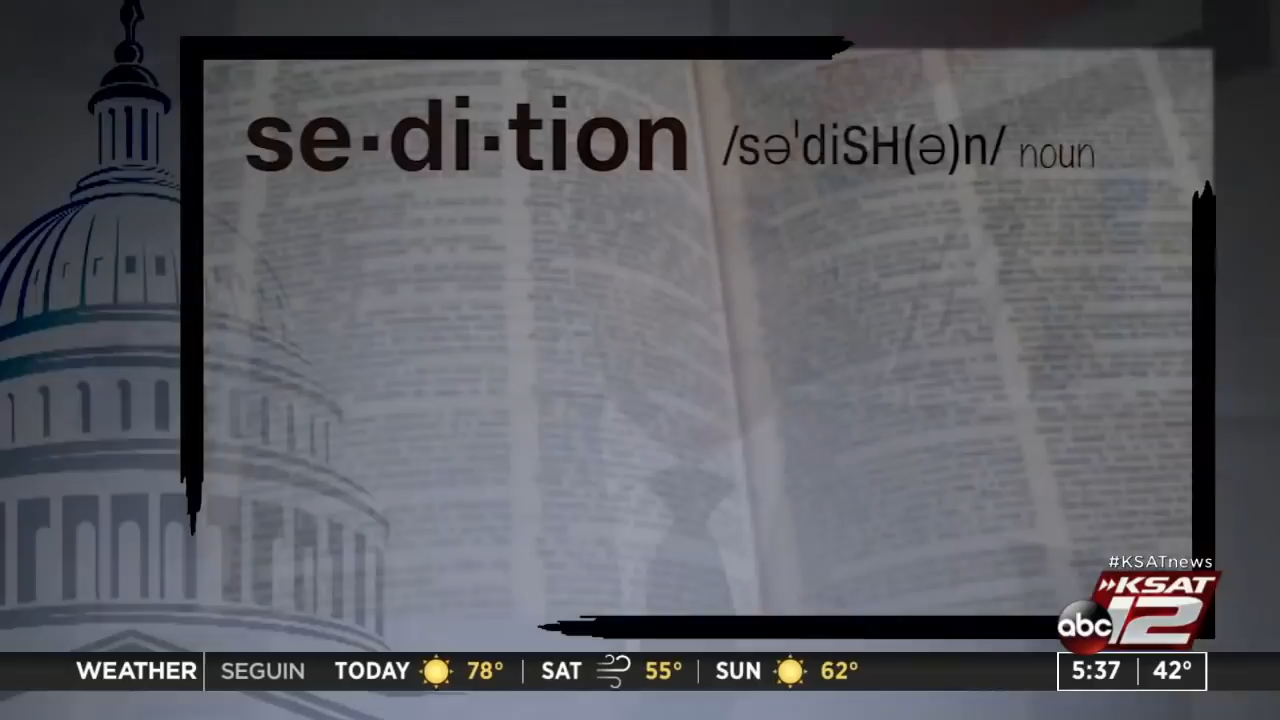 se·di·tion /səˈdiSH(ə)n/ noun
#KSATnews
KSAT
abc 12
WEATHER SEGUIN TODAY 78° SAT 55° SUN 62° 5:37 42°